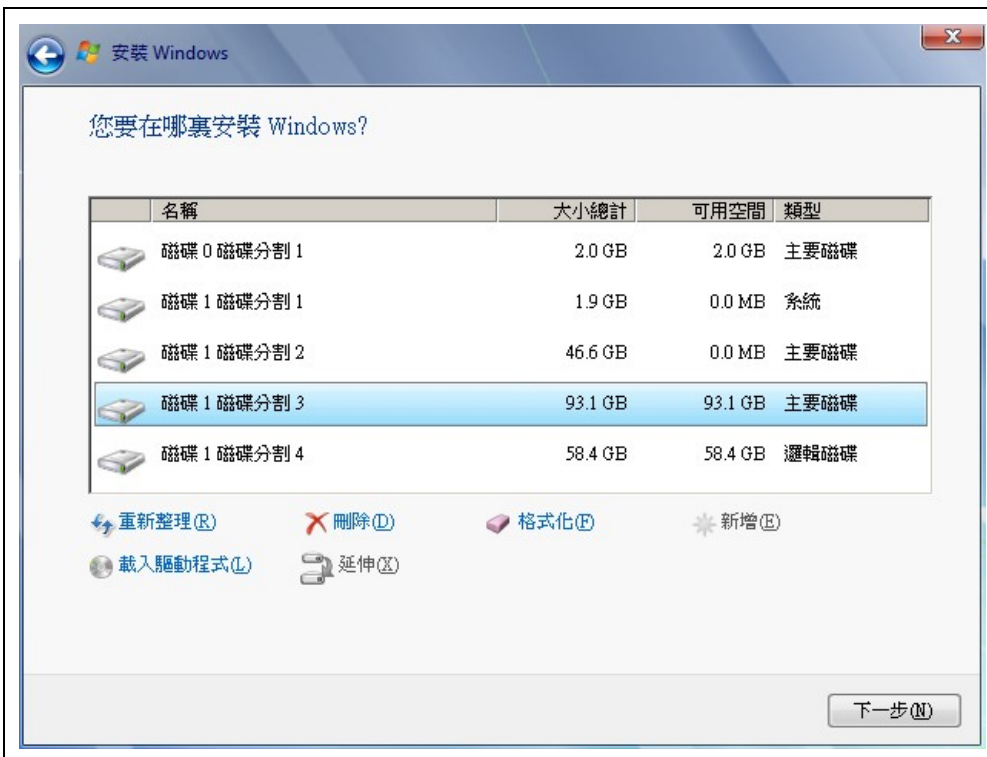 安裝 Windows
您要在哪裏安裝 Windows?
名稱 大小總計 可用空間 類型
磁碟 0 磁碟分割 1 2.0 GB 2.0 GB 主要磁碟
磁碟 1 磁碟分割 1 1.9 GB 0.0 MB 系統
磁碟 1 磁碟分割 2 46.6 GB 0.0 MB 主要磁碟
磁碟 1 磁碟分割 3 93.1 GB 93.1 GB 主要磁碟
磁碟 1 磁碟分割 4 58.4 GB 58.4 GB 邏輯磁碟
重新整理(R) 刪除(D) 格式化(F) 新增(E)
載入驅動程式(L) 延伸(X)
下一步(N)